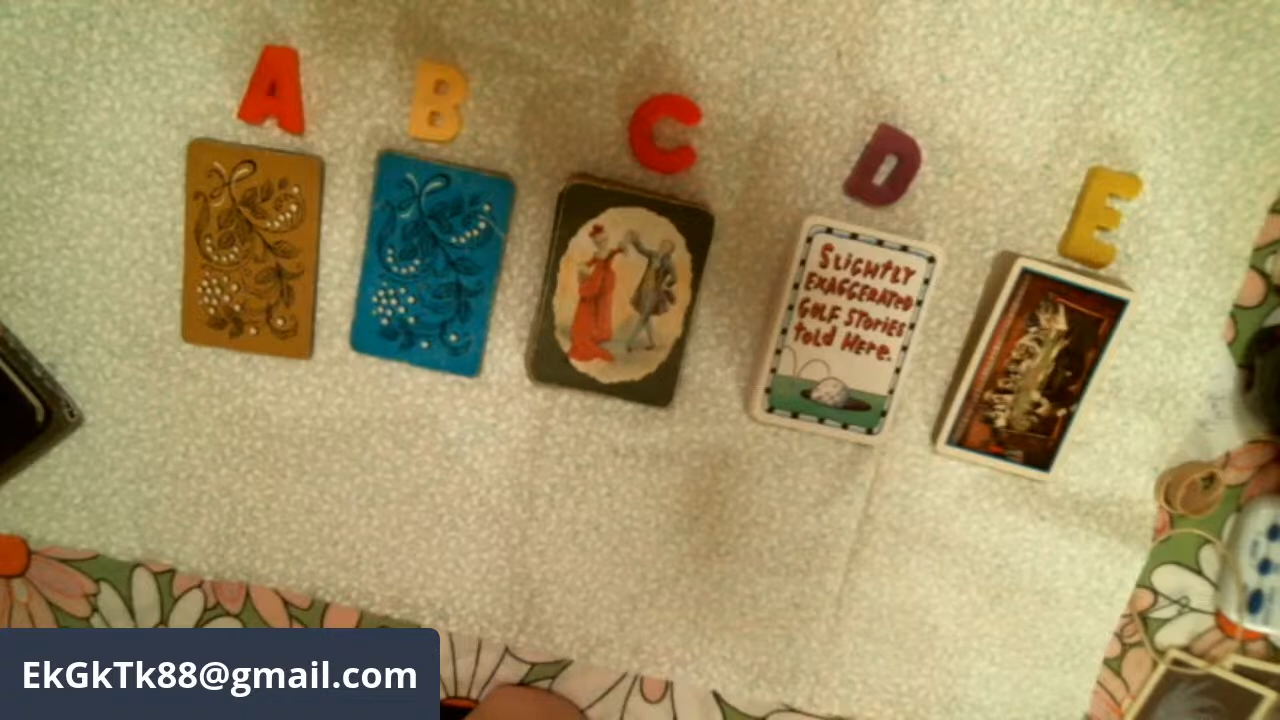 A B C D E
SLiGHTLY
EXAGGERATED
GOLF STORiES
told HERE.
EkGkTk88@gmail.com